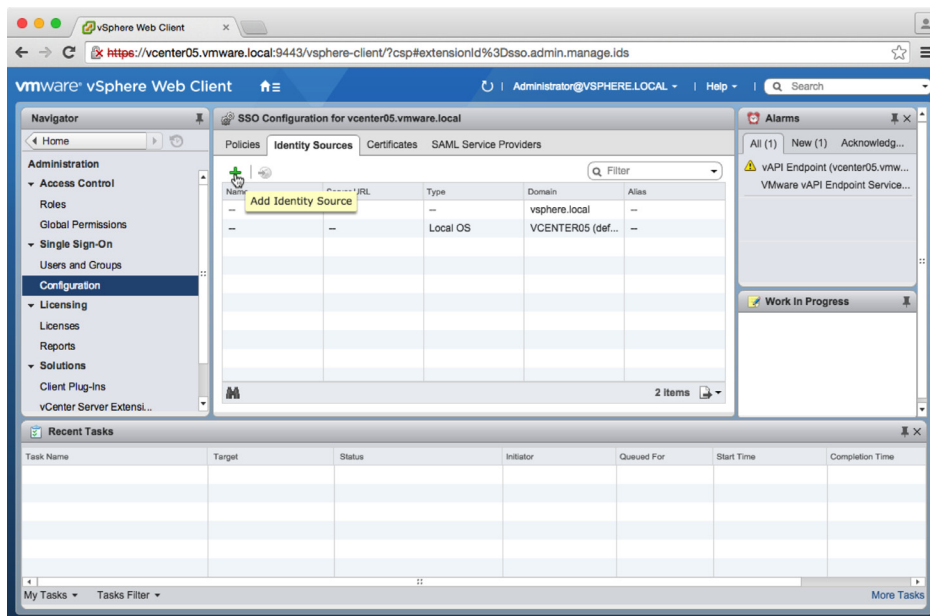 vSphere Web Client
https://vcenter05.vmware.local:9443/vsphere-client/?csp#extensionId%3Dsso.admin.manage.ids
vmware® vSphere Web Client
Administrator@VSPHERE.LOCAL
Help
Search
Navigator
Home
Administration
Access Control
Roles
Global Permissions
Single Sign-On
Users and Groups
Configuration
Licensing
Licenses
Reports
Solutions
Client Plug-Ins
vCenter Server Extensi...
SSO Configuration for vcenter05.vmware.local
Policies Identity Sources Certificates SAML Service Providers
Filter
Name URL Type Domain Alias
Add Identity Source
-- -- vsphere.local --
-- -- Local OS VCENTER05 (def... --
2 items
Alarms
All (1) New (1) Acknowledg...
vAPI Endpoint (vcenter05.vmw...
VMware vAPI Endpoint Service...
Work In Progress
Recent Tasks
Task Name Target Status Initiator Queued For Start Time Completion Time
My Tasks Tasks Filter More Tasks